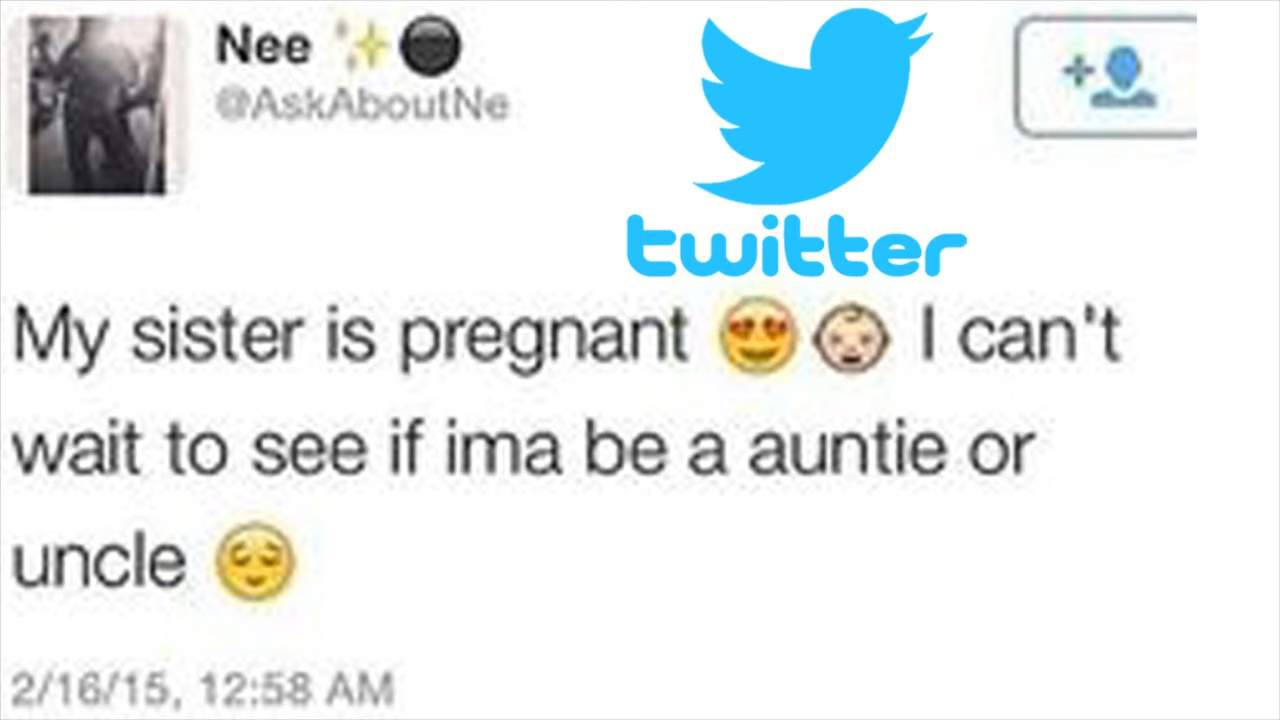 Nee ✨⚫
@AskAboutNe
twitter
My sister is pregnant 😍👶 I can't
wait to see if ima be a auntie or
uncle 😌
2/16/15, 12:58 AM